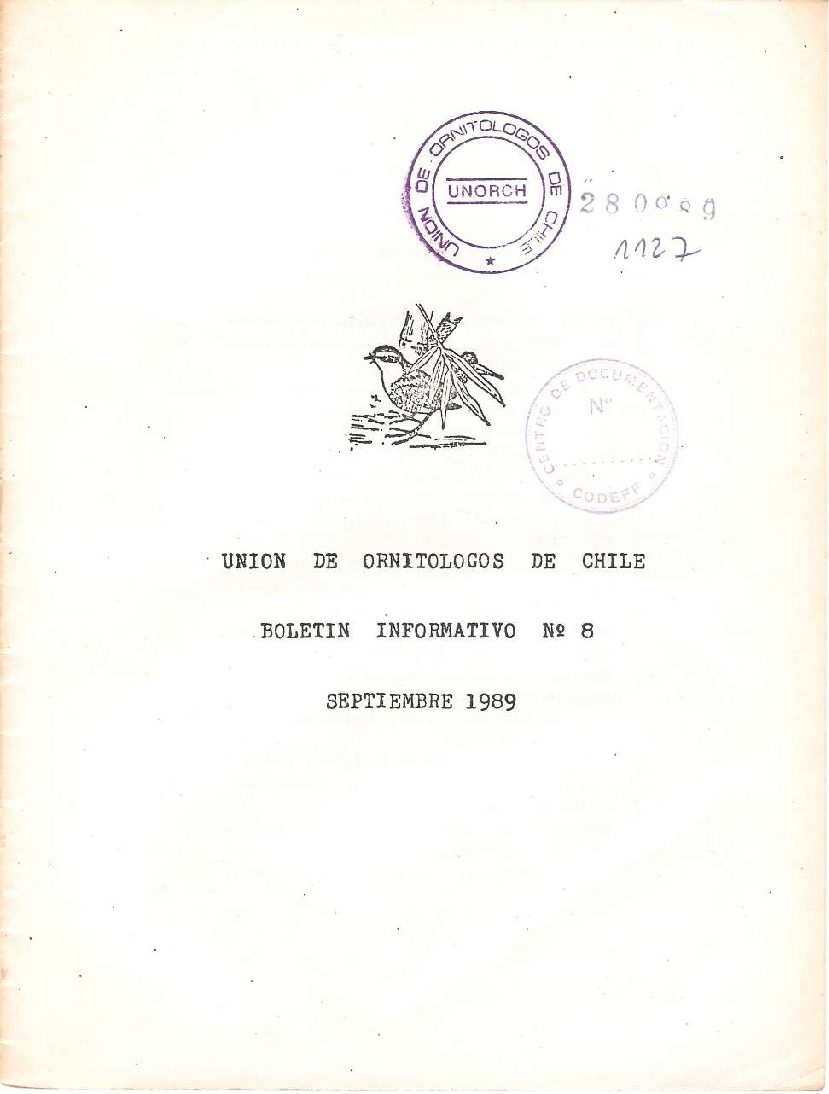 UNION DE ORNITOLOGOS DE CHILE
UNORCH
1127
CENTRO DE DOCUMENTACION
Nº
CODEFF
UNION DE ORNITOLOGOS DE CHILE
BOLETIN INFORMATIVO Nº 8
SEPTIEMBRE 1989